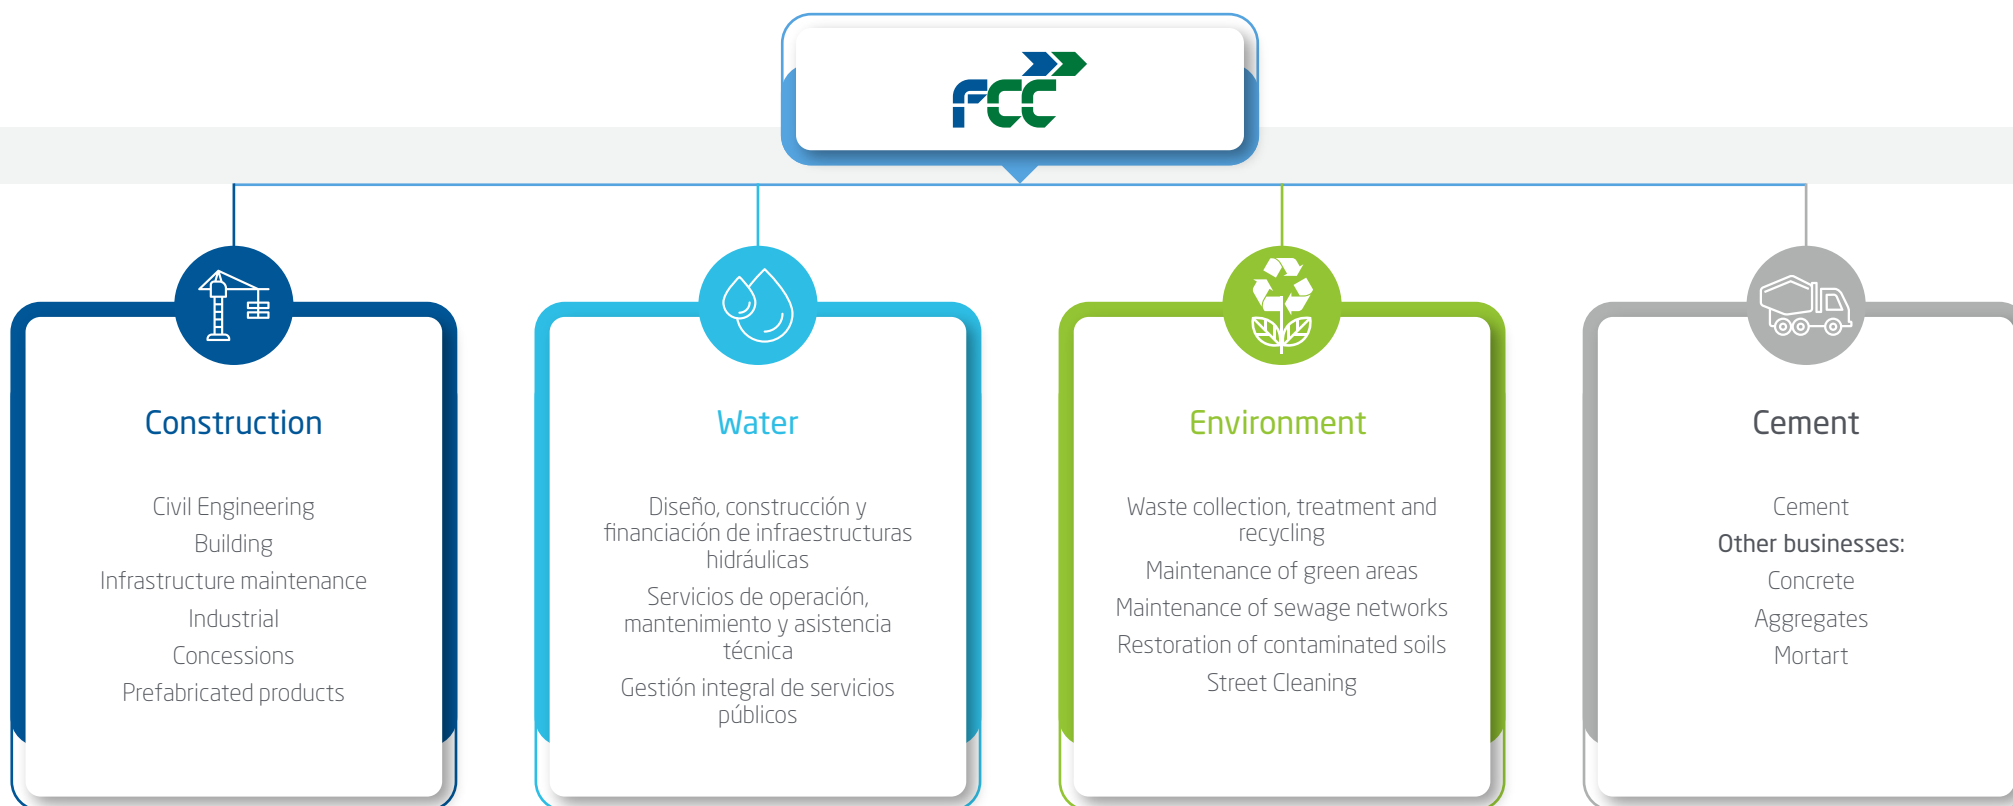 FCC
Construction
Civil Engineering
Building
Infrastructure maintenance
Industrial
Concessions
Prefabricated products
Water
Diseño, construcción y
financiación de infraestructuras
hidráulicas
Servicios de operación,
mantenimiento y asistencia
técnica
Gestión integral de servicios
públicos
Environment
Waste collection, treatment and
recycling
Maintenance of green areas
Maintenance of sewage networks
Restoration of contaminated soils
Street Cleaning
Cement
Cement
Other businesses:
Concrete
Aggregates
Mortart